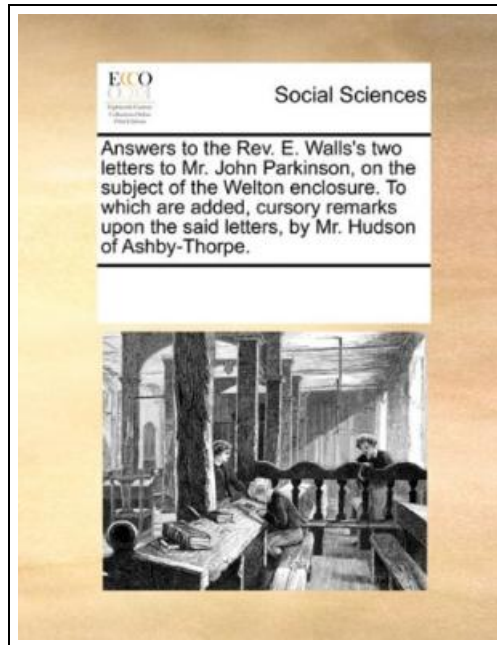 ECCO
Social Sciences
Answers to the Rev. E. Walls's two
letters to Mr. John Parkinson, on the
subject of the Welton enclosure. To
which are added, cursory remarks
upon the said letters, by Mr. Hudson
of Ashby-Thorpe.